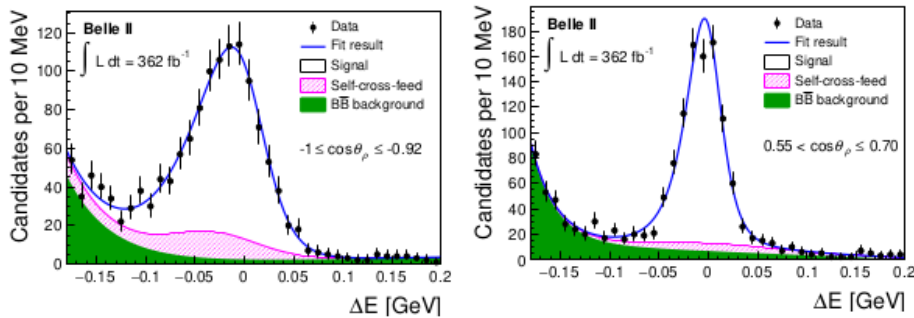 Belle II
∫ L dt = 362 fb⁻¹
Data
Fit result
Signal
Self-cross-feed
BB̅ background
-1 ≤ cosθ_ρ ≤ -0.92
Candidates per 10 MeV
120
100
80
60
40
20
0
−0.15 −0.1 −0.05 0 0.05 0.1 0.15 0.2
ΔE [GeV]
Belle II
∫ L dt = 362 fb⁻¹
Data
Fit result
Signal
Self-cross-feed
BB̅ background
0.55 < cosθ_ρ ≤ 0.70
Candidates per 10 MeV
180
160
140
120
100
80
60
40
20
0
−0.15 −0.1 −0.05 0 0.05 0.1 0.15 0.2
ΔE [GeV]